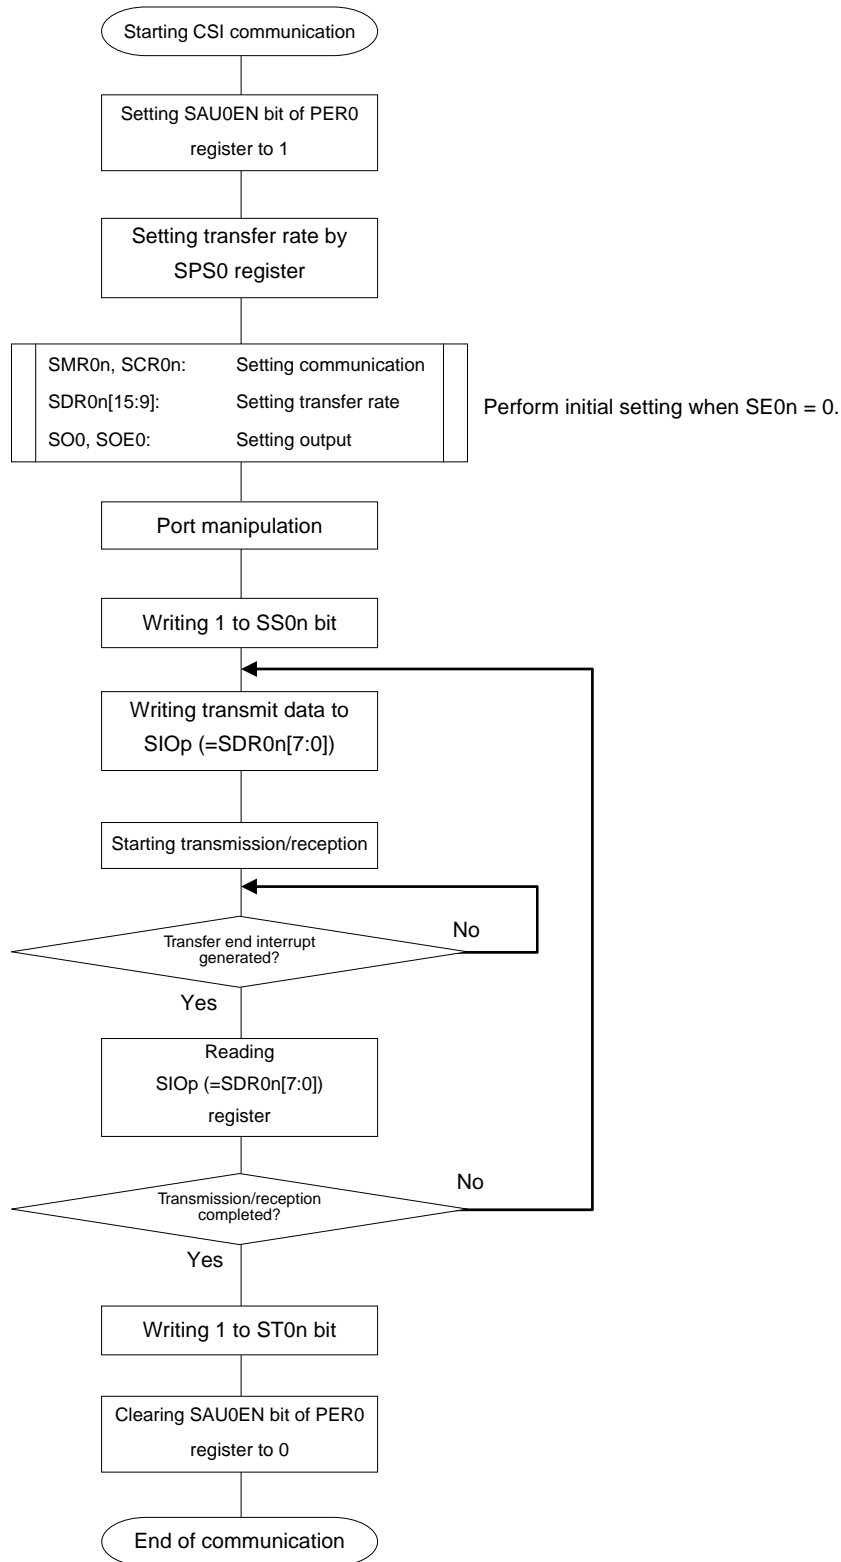 Starting CSI communication
Setting SAU0EN bit of PER0
register to 1
Setting transfer rate by
SPS0 register
SMR0n, SCR0n: Setting communication
SDR0n[15:9]: Setting transfer rate
SO0, SOE0: Setting output
Perform initial setting when SE0n = 0.
Port manipulation
Writing 1 to SS0n bit
Writing transmit data to
SIOp (=SDR0n[7:0])
Starting transmission/reception
Transfer end interrupt
generated?
No
Yes
Reading
SIOp (=SDR0n[7:0])
register
Transmission/reception
completed?
No
Yes
Writing 1 to ST0n bit
Clearing SAU0EN bit of PER0
register to 0
End of communication